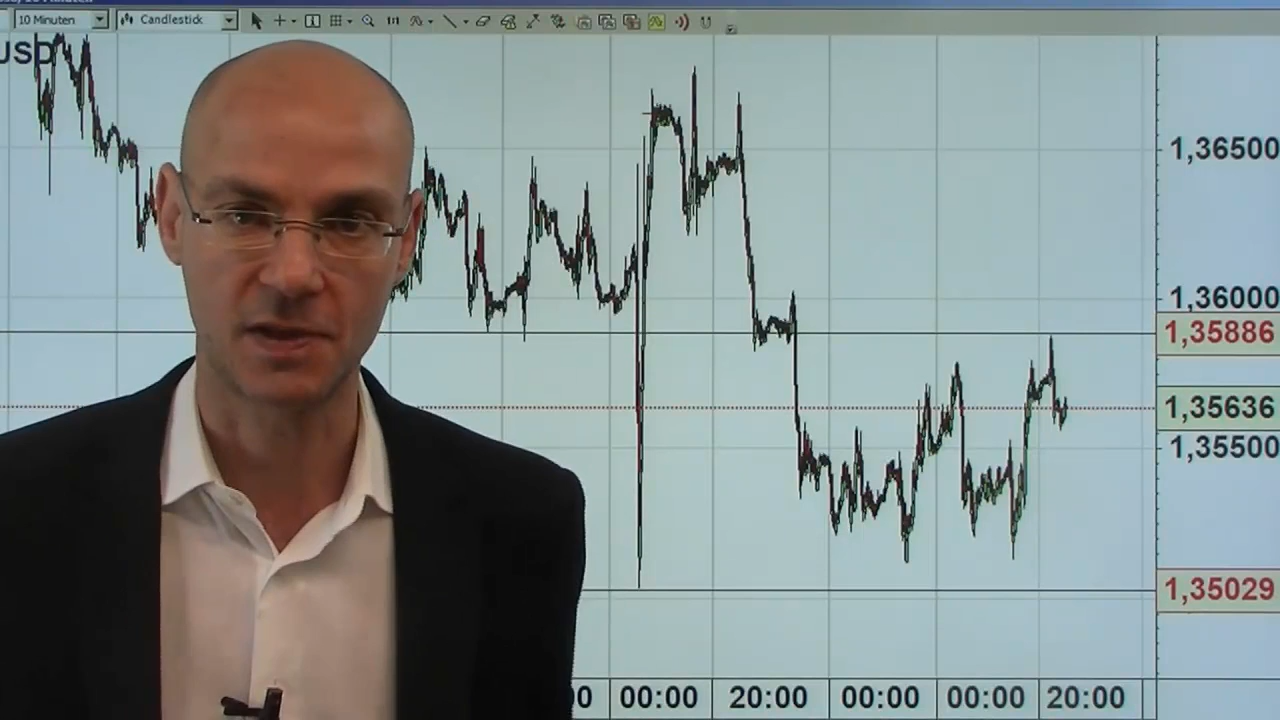 10 Minuten Candlestick
USD
1,36500
1,36000
1,35886
1,35636
1,35500
1,35029
00:00 20:00 00:00 00:00 20:00